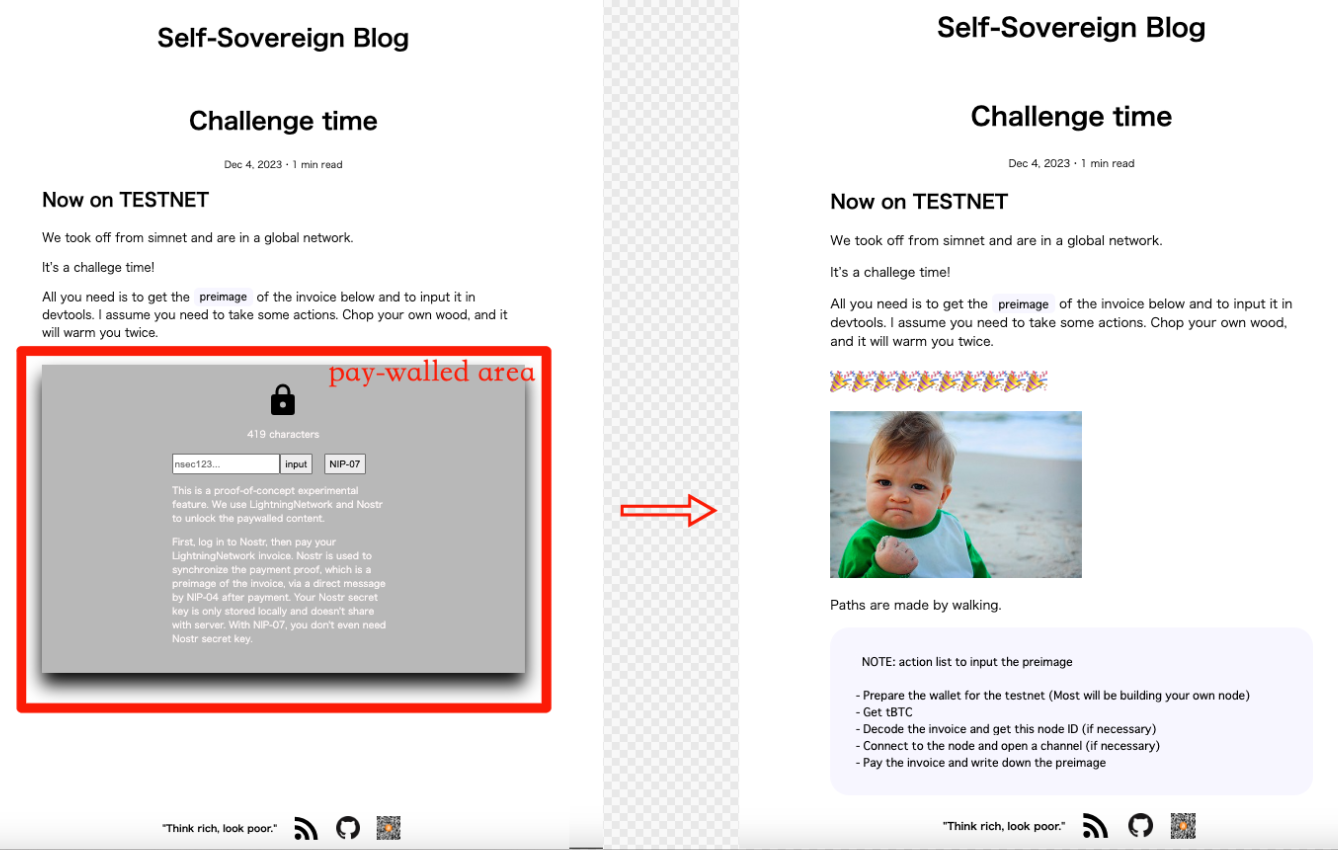 Self-Sovereign Blog
Challenge time
Dec 4, 2023・1 min read
Now on TESTNET
We took off from simnet and are in a global network.
It's a challege time!
All you need is to get the preimage of the invoice below and to input it in
devtools. I assume you need to take some actions. Chop your own wood, and it
will warm you twice.
pay-walled area
419 characters
nsec123... input NIP-07
This is a proof-of-concept experimental
feature. We use LightningNetwork and Nostr
to unlock the paywalled content.
First, log in to Nostr, then pay your
LightningNetwork invoice. Nostr is used to
synchronize the payment proof, which is a
preimage of the invoice, via a direct message
by NIP-04 after payment. Your Nostr secret
key is only stored locally and doesn't share
with server. With NIP-07, you don't even need
Nostr secret key.
"Think rich, look poor."
Self-Sovereign Blog
Challenge time
Dec 4, 2023・1 min read
Now on TESTNET
We took off from simnet and are in a global network.
It's a challege time!
All you need is to get the preimage of the invoice below and to input it in
devtools. I assume you need to take some actions. Chop your own wood,
and it will warm you twice.
Paths are made by walking.
NOTE: action list to input the preimage
- Prepare the wallet for the testnet (Most will be building your own node)
- Get tBTC
- Decode the invoice and get this node ID (if necessary)
- Connect to the node and open a channel (if necessary)
- Pay the invoice and write down the preimage
"Think rich, look poor."